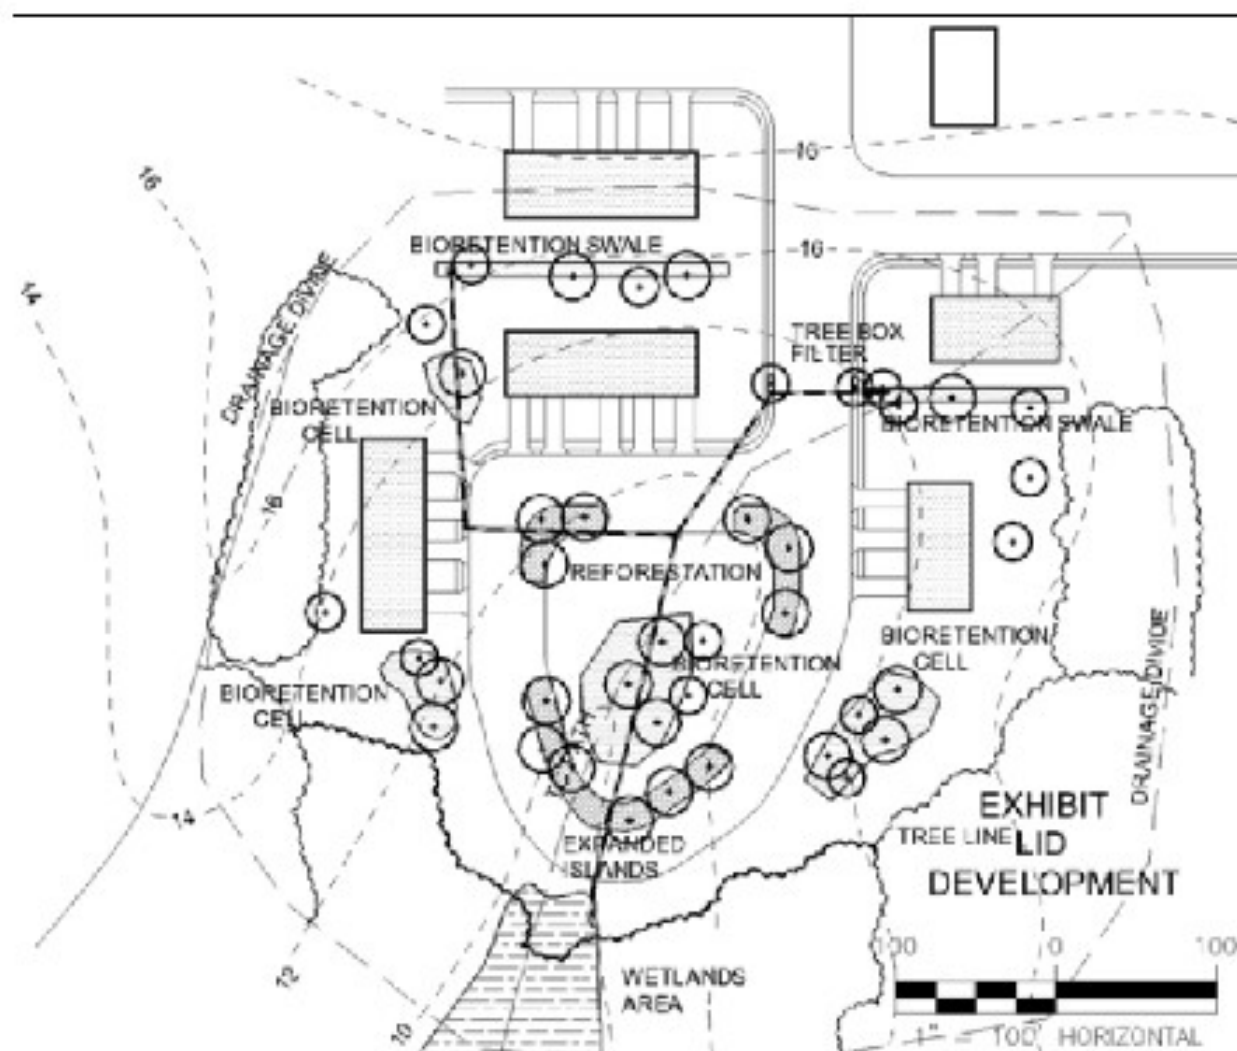 16
16
16
14
BIORETENTION SWALE
DRAINAGE DIVIDE
TREE BOX
FILTER
BIORETENTION
CELL
BIORETENTION SWALE
16
REFORESTATION
BIORETENTION
CELL
BIORETENTION
CELL
BIORETENTION
CELL
DRAINAGE DIVIDE
14
EXPANDED
ISLANDS
TREE LINE
EXHIBIT
LID
DEVELOPMENT
12
10
WETLANDS
AREA
100 0 100
1" = 100' HORIZONTAL